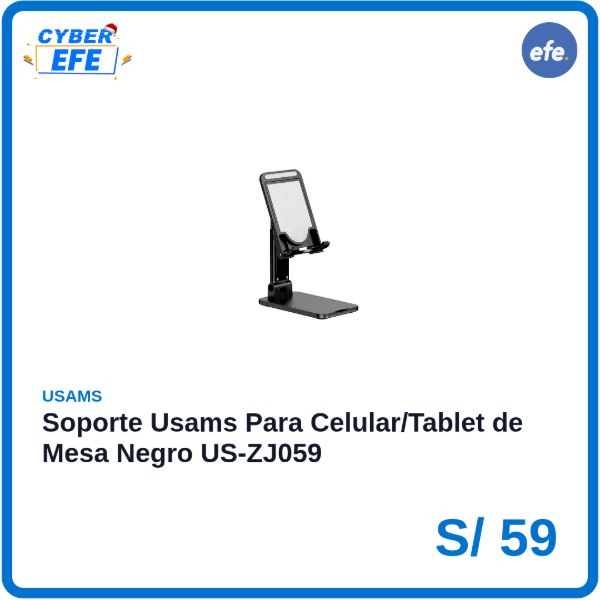 CYBER
EFE
efe.
USAMS
Soporte Usams Para Celular/Tablet de
Mesa Negro US-ZJ059
S/ 59